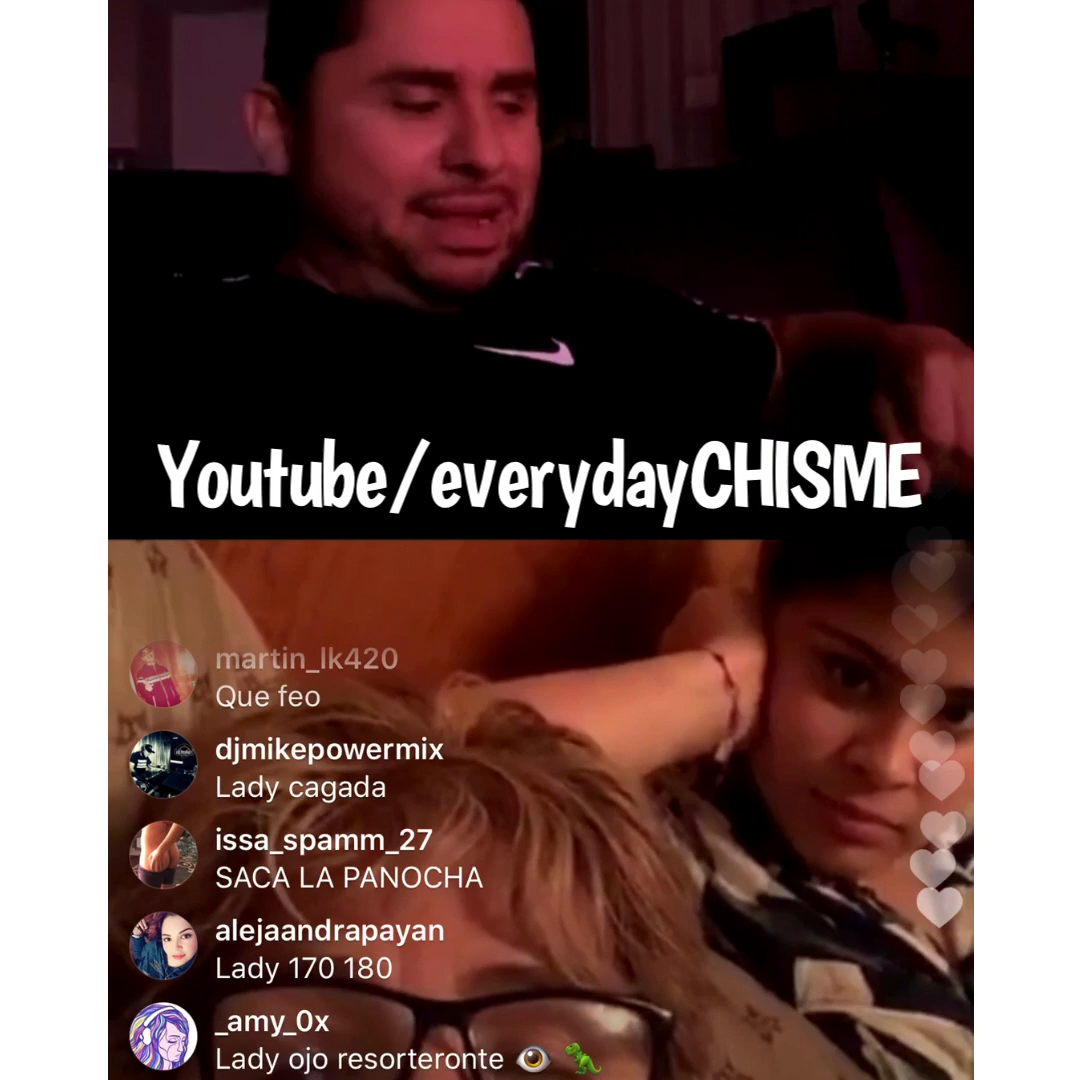 Youtube/everydayCHISME
martin_lk420
Que feo
djmikepowermix
Lady cagada
issa_spamm_27
SACA LA PANOCHA
alejaandrapayan
Lady 170 180
_amy_0x
Lady ojo resorteronte 👁️ 🦖